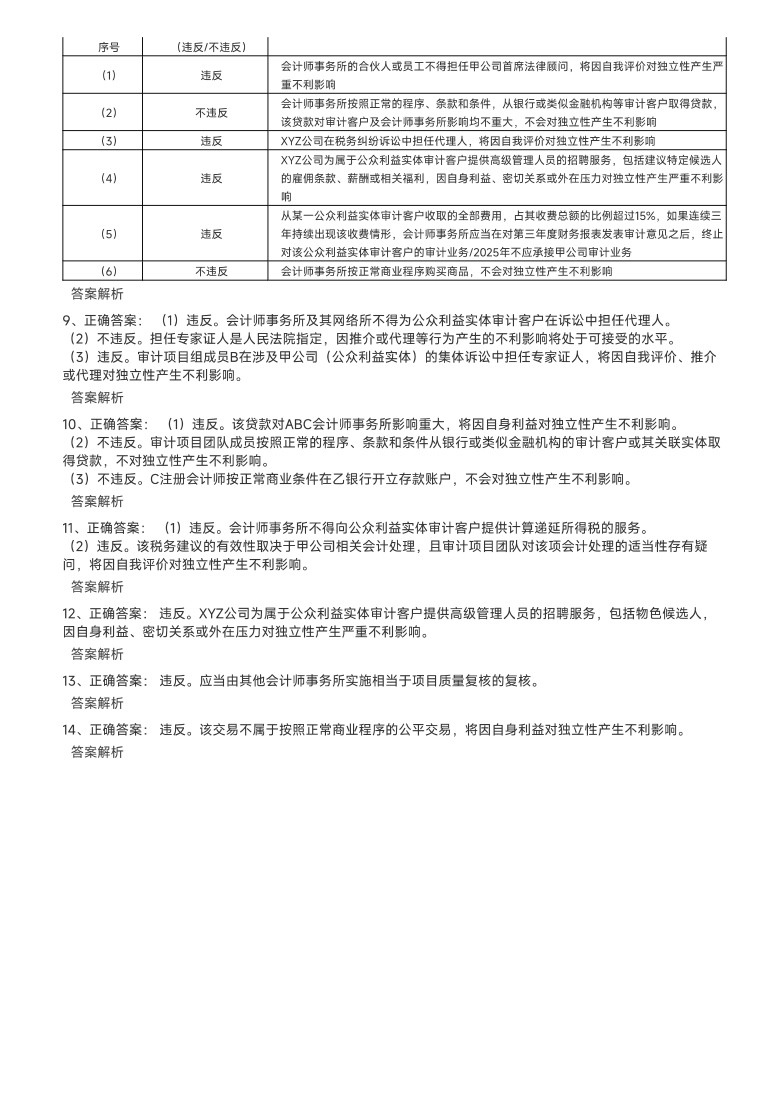 序号 （违反/不违反）
（1） 违反 会计师事务所的合伙人或员工不得担任甲公司首席法律顾问，将因自我评价对独立性产生严
重不利影响
（2） 不违反 会计师事务所按照正常的程序、条款和条件，从银行或类似金融机构等审计客户取得贷款，
该贷款对审计客户及会计师事务所影响均不重大，不会对独立性产生不利影响
（3） 违反 XYZ公司在税务纠纷诉讼中担任代理人，将因自我评价对独立性产生不利影响
（4） 违反 XYZ公司为属于公众利益实体审计客户提供高级管理人员的招聘服务，包括建议特定候选人
的雇佣条款、薪酬或相关福利，因自身利益、密切关系或外在压力对独立性产生严重不利影
响
（5） 违反 从某一公众利益实体审计客户收取的全部费用，占其收费总额的比例超过15%，如果连续三
年持续出现该收费情形，会计师事务所应当在对第三年度财务报表发表审计意见之后，终止
对该公众利益实体审计客户的审计业务/2025年不应承接甲公司审计业务
（6） 不违反 会计师事务所按正常商业程序购买商品，不会对独立性产生不利影响
答案解析
9、正确答案： （1）违反。会计师事务所及其网络所不得为公众利益实体审计客户在诉讼中担任代理人。
（2）不违反。担任专家证人是人民法院指定，因推介或代理等行为产生的不利影响将处于可接受的水平。
（3）违反。审计项目组成员B在涉及甲公司（公众利益实体）的集体诉讼中担任专家证人，将因自我评价、推介
或代理对独立性产生不利影响。
答案解析
10、正确答案： （1）违反。该贷款对ABC会计师事务所影响重大，将因自身利益对独立性产生不利影响。
（2）不违反。审计项目团队成员按照正常的程序、条款和条件从银行或类似金融机构的审计客户或其关联实体取
得贷款，不对独立性产生不利影响。
（3）不违反。C注册会计师按正常商业条件在乙银行开立存款账户，不会对独立性产生不利影响。
答案解析
11、正确答案： （1）违反。会计师事务所不得向公众利益实体审计客户提供计算递延所得税的服务。
（2）违反。该税务建议的有效性取决于甲公司相关会计处理，且审计项目团队对该项会计处理的适当性存有疑
问，将因自我评价对独立性产生不利影响。
答案解析
12、正确答案： 违反。XYZ公司为属于公众利益实体审计客户提供高级管理人员的招聘服务，包括物色候选人，
因自身利益、密切关系或外在压力对独立性产生严重不利影响。
答案解析
13、正确答案： 违反。应当由其他会计师事务所实施相当于项目质量复核的复核。
答案解析
14、正确答案： 违反。该交易不属于按照正常商业程序的公平交易，将因自身利益对独立性产生不利影响。
答案解析